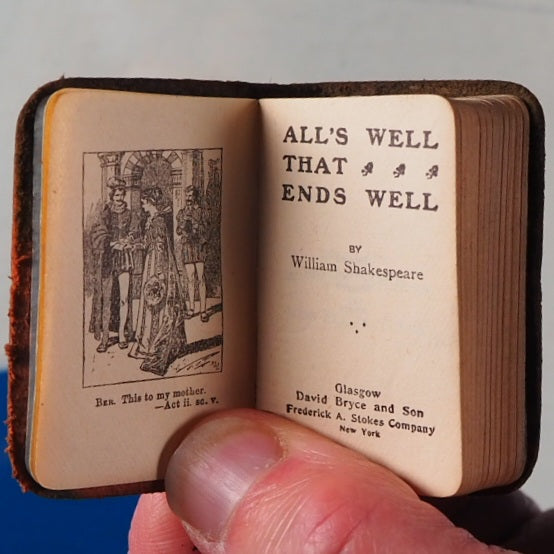 BER. This to my mother.
—Act ii. sc. v.
ALL'S WELL
THAT
ENDS WELL
BY
William Shakespeare
Glasgow
David Bryce and Son
Frederick A. Stokes Company
New York